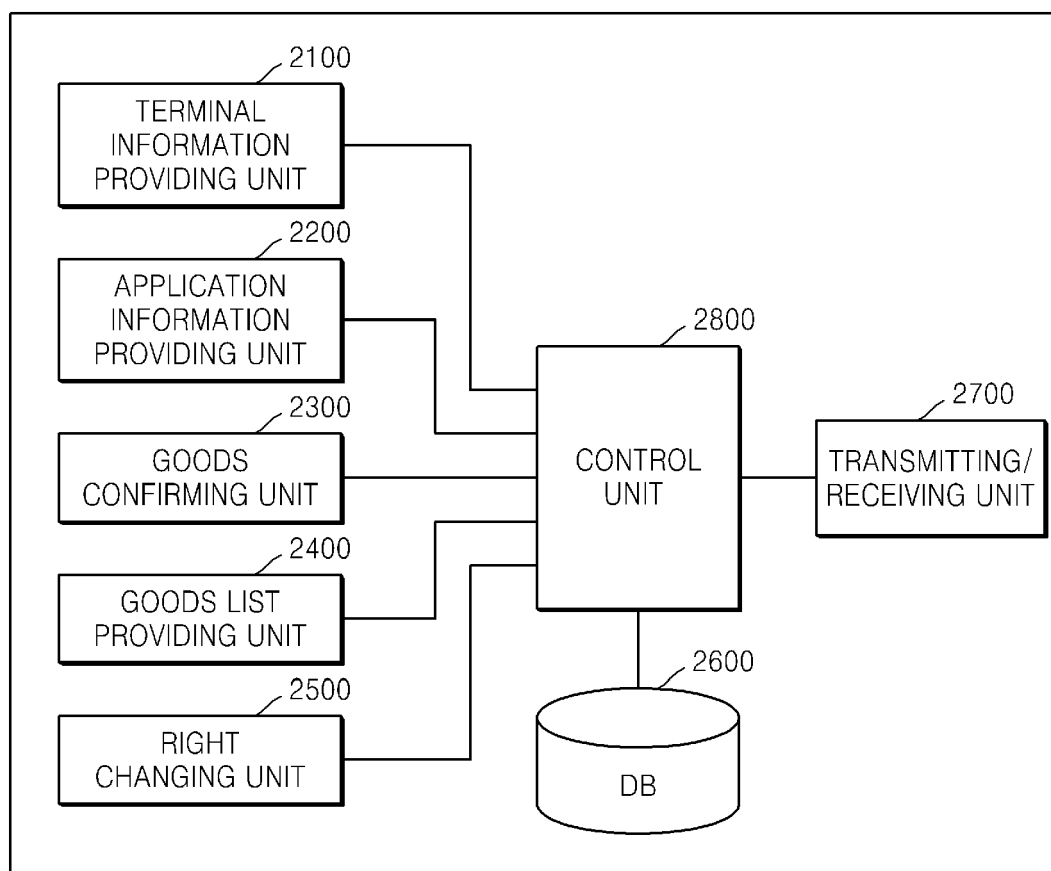 2100
TERMINAL
INFORMATION
PROVIDING UNIT
2200
APPLICATION
INFORMATION
PROVIDING UNIT
2300
GOODS
CONFIRMING UNIT
2400
GOODS LIST
PROVIDING UNIT
2500
RIGHT
CHANGING UNIT
2800
CONTROL
UNIT
2700
TRANSMITTING/
RECEIVING UNIT
2600
DB